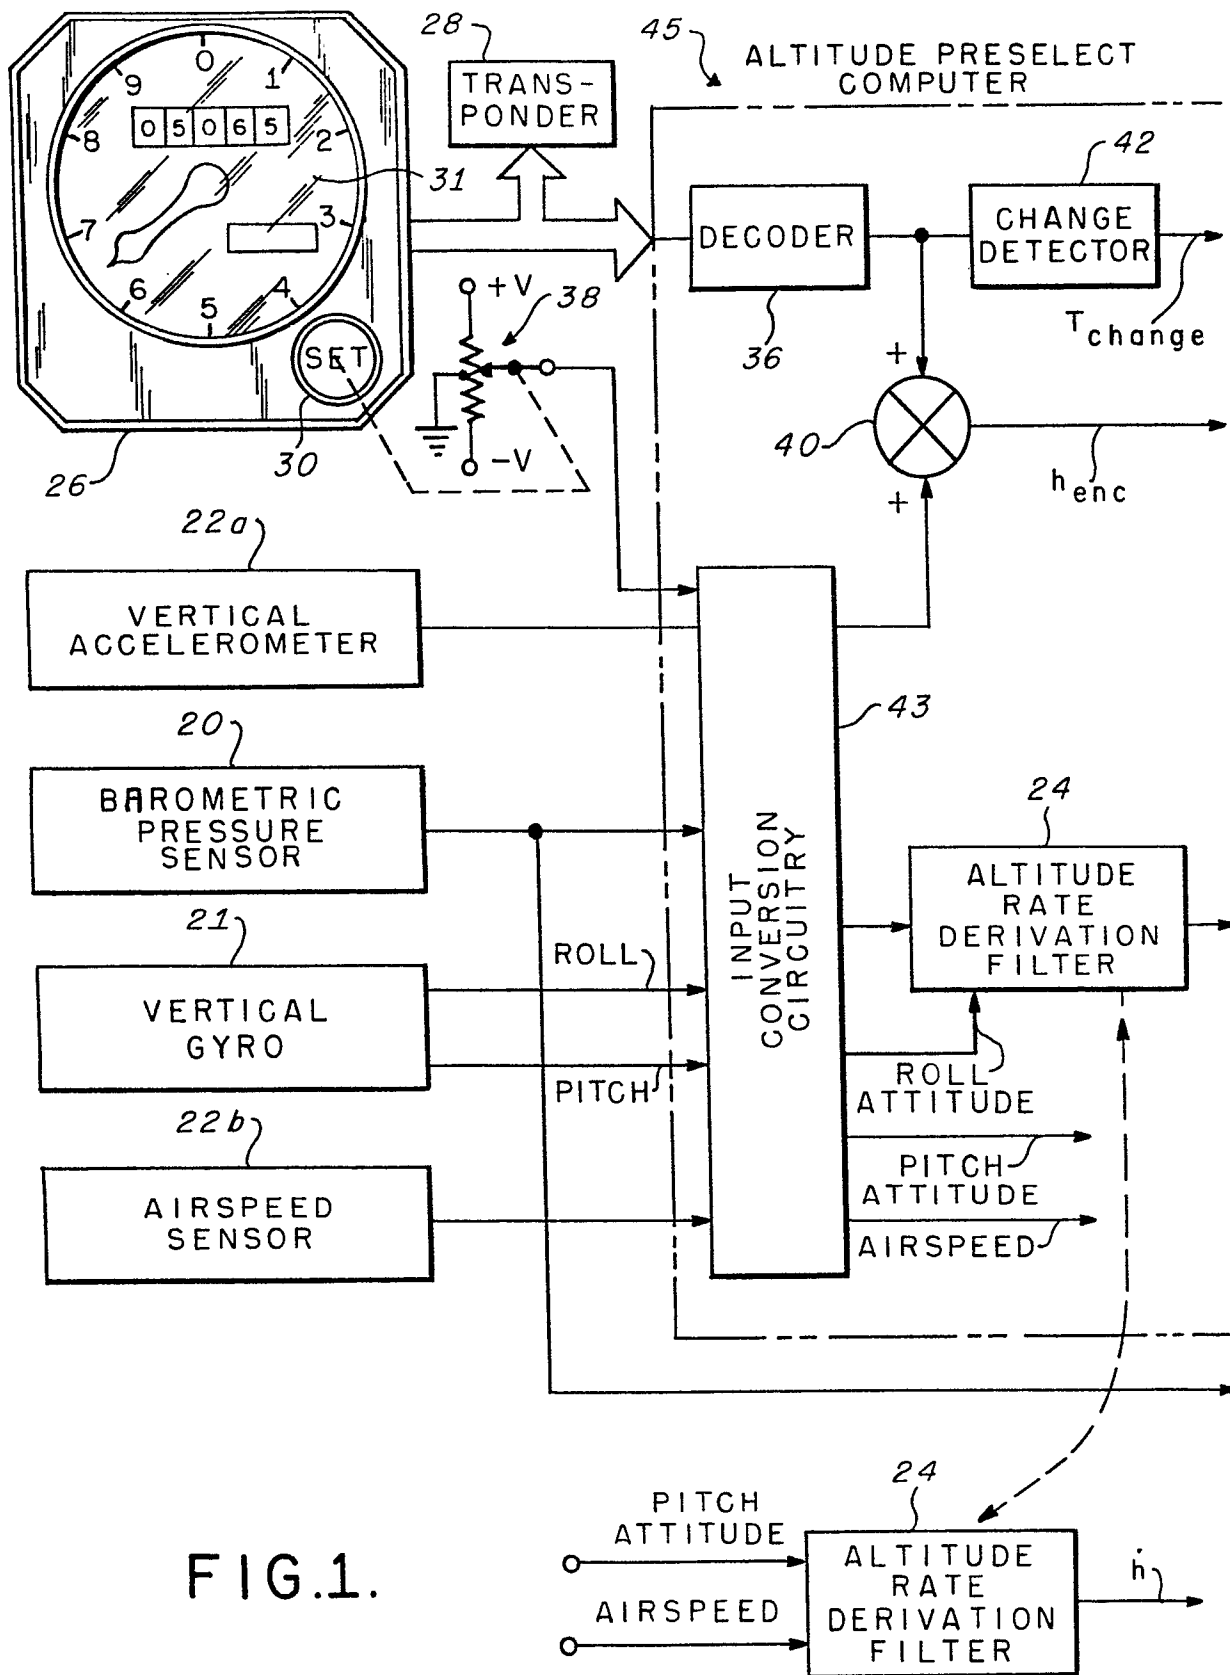 28
45
ALTITUDE PRESELECT
COMPUTER
TRANS-
PONDER
0
1
2
3
4
5
6
7
8
9
0 5 0 6 5
31
42
DECODER
CHANGE
DETECTOR
T change
36
+V
38
-V
SET
30
26
+
40
+
h enc
22a
VERTICAL
ACCELEROMETER
43
20
BAROMETRIC
PRESSURE
SENSOR
INPUT
CONVERSION
CIRCUITRY
24
ALTITUDE
RATE
DERIVATION
FILTER
21
VERTICAL
GYRO
ROLL
PITCH
ROLL
ATTITUDE
PITCH
ATTITUDE
AIRSPEED
22b
AIRSPEED
SENSOR
24
PITCH
ATTITUDE
AIRSPEED
ALTITUDE
RATE
DERIVATION
FILTER
ḣ
FIG.1.